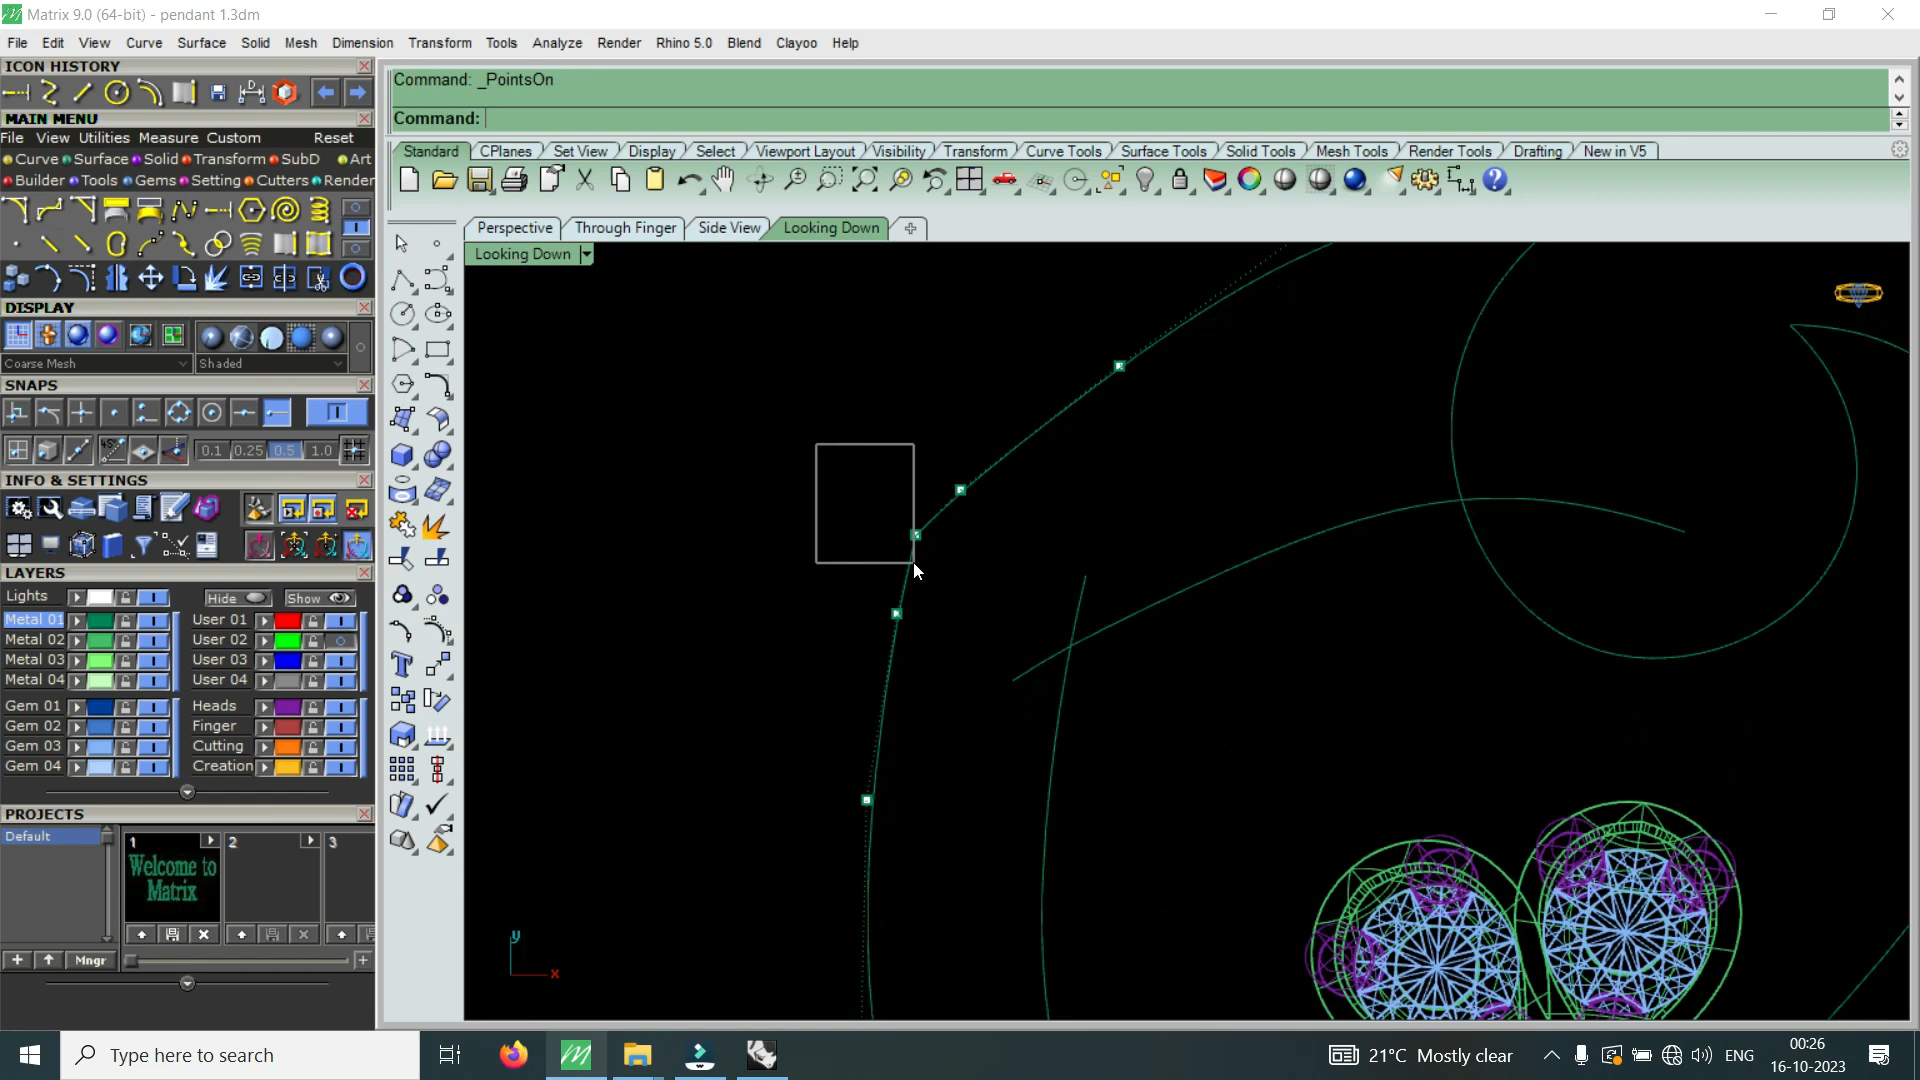 Matrix 9.0 (64-bit) - pendant 1.3dm
File Edit View Curve Surface Solid Mesh Dimension Transform Tools Analyze Render Rhino 5.0 Blend Clayoo Help
ICON HISTORY
MAIN MENU
File View Utilities Measure Custom Reset
Curve Surface Solid Transform SubD Art
Builder Tools Gems Setting Cutters Render
DISPLAY
Coarse Mesh Shaded
SNAPS
0.1 0.25 0.5 1.0
INFO & SETTINGS
LAYERS
Lights Hide Show
Metal 01 User 01
Metal 02 User 02
Metal 03 User 03
Metal 04 User 04
Gem 01 Heads
Gem 02 Finger
Gem 03 Cutting
Gem 04 Creation
PROJECTS
Default
1 2 3
Welcome to
Matrix
Mngr
Command: _PointsOn
Command:
Standard CPlanes Set View Display Select Viewport Layout Visibility Transform Curve Tools Surface Tools Solid Tools Mesh Tools Render Tools Drafting New in V5
Perspective Through Finger Side View Looking Down
Looking Down
y
x
Type here to search
21°C Mostly clear
ENG
00:26
16-10-2023